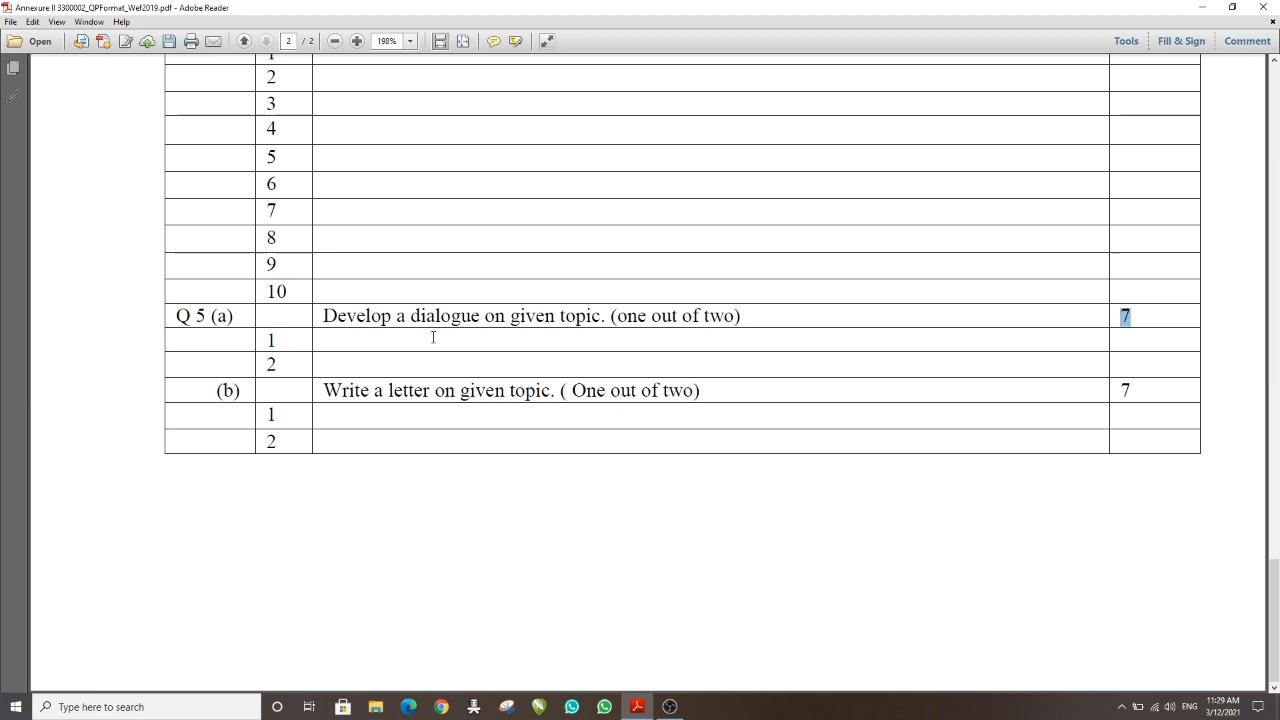 Annexure II 3300002_QPFormat_Wef2019.pdf - Adobe Reader
File Edit View Window Help
Open 2 / 2 198% Tools Fill & Sign Comment
1
2
3
4
5
6
7
8
9
10
Q 5 (a) Develop a dialogue on given topic. (one out of two) 7
1
2
(b) Write a letter on given topic. ( One out of two) 7
1
2
Type here to search ENG 11:29 AM
3/12/2021